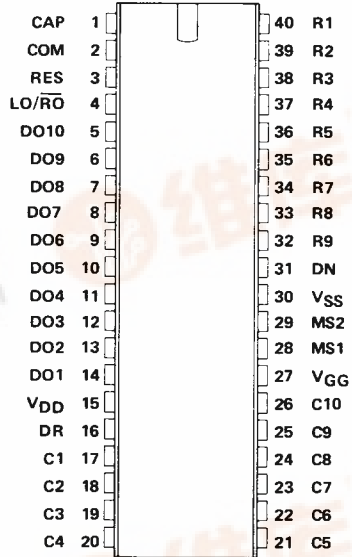 CAP 1 40 R1
COM 2 39 R2
RES 3 38 R3
LO/R̅O̅ 4 37 R4
DO10 5 36 R5
DO9 6 35 R6
DO8 7 34 R7
DO7 8 33 R8
DO6 9 32 R9
DO5 10 31 DN
DO4 11 30 VSS
DO3 12 29 MS2
DO2 13 28 MS1
DO1 14 27 VGG
VDD 15 26 C10
DR 16 25 C9
C1 17 24 C8
C2 18 23 C7
C3 19 22 C6
C4 20 21 C5
维库